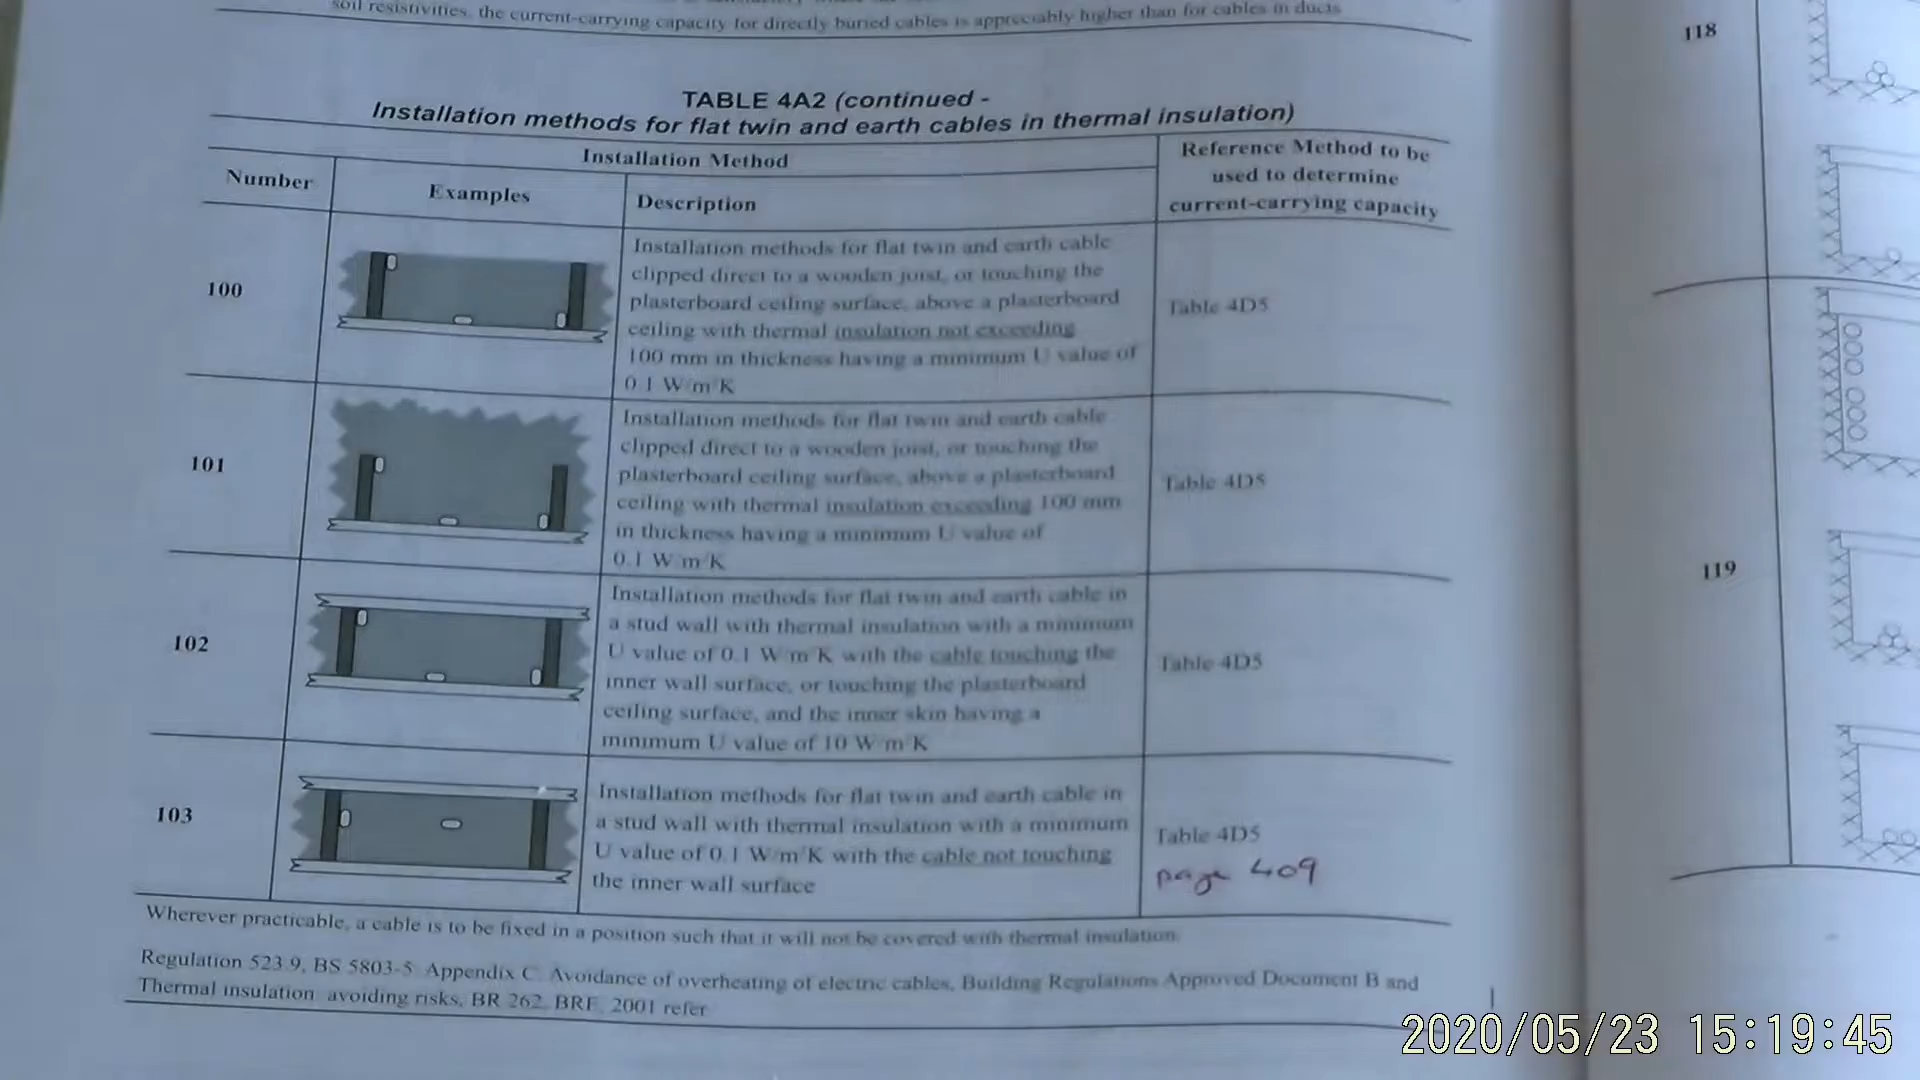 soil resistivities, the current-carrying capacity for directly buried cables is appreciably higher than for cables in ducts
TABLE 4A2 (continued -
Installation methods for flat twin and earth cables in thermal insulation)
Number
Installation Method
Examples
Description
Reference Method to be
used to determine
current-carrying capacity
100
Installation methods for flat twin and earth cable
clipped direct to a wooden joist, or touching the
plasterboard ceiling surface, above a plasterboard
ceiling with thermal insulation not exceeding
100 mm in thickness having a minimum U value of
0.1 W/m²K
Table 4D5
101
Installation methods for flat twin and earth cable
clipped direct to a wooden joist, or touching the
plasterboard ceiling surface, above a plasterboard
ceiling with thermal insulation exceeding 100 mm
in thickness having a minimum U value of
0.1 W/m²K
Table 4D5
102
Installation methods for flat twin and earth cable in
a stud wall with thermal insulation with a minimum
U value of 0.1 W/m²K with the cable touching the
inner wall surface, or touching the plasterboard
ceiling surface, and the inner skin having a
minimum U value of 10 W/m²K
Table 4D5
103
Installation methods for flat twin and earth cable in
a stud wall with thermal insulation with a minimum
U value of 0.1 W/m²K with the cable not touching
the inner wall surface
Table 4D5
page 409
Wherever practicable, a cable is to be fixed in a position such that it will not be covered with thermal insulation.
Regulation 523.9, BS 5803-5: Appendix C: Avoidance of overheating of electric cables, Building Regulations Approved Document B and
Thermal insulation: avoiding risks, BR 262, BRE, 2001 refer
118
119
2020/05/23 15:19:45